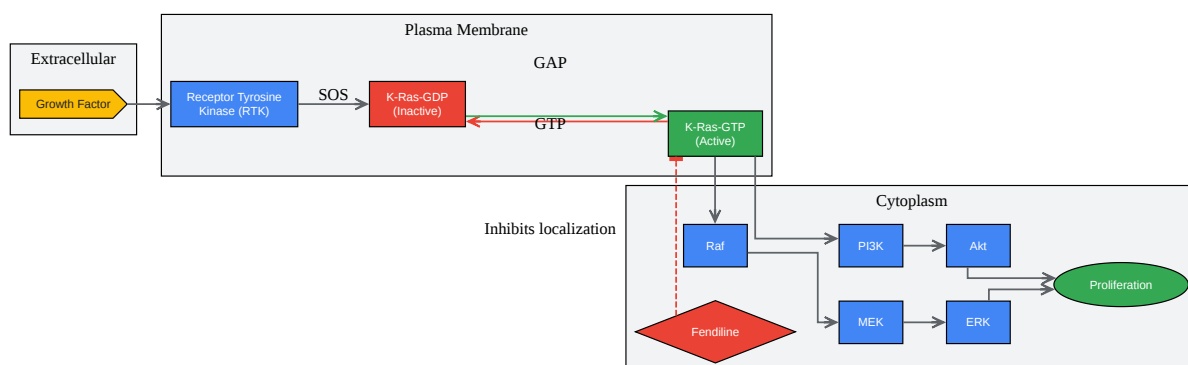 Plasma Membrane
Extracellular
GAP
Growth Factor
Receptor Tyrosine
Kinase (RTK)
SOS
K-Ras-GDP
(Inactive)
GTP
K-Ras-GTP
(Active)
Cytoplasm
Inhibits localization
Raf
PI3K
Akt
Proliferation
Fendiline
MEK
ERK